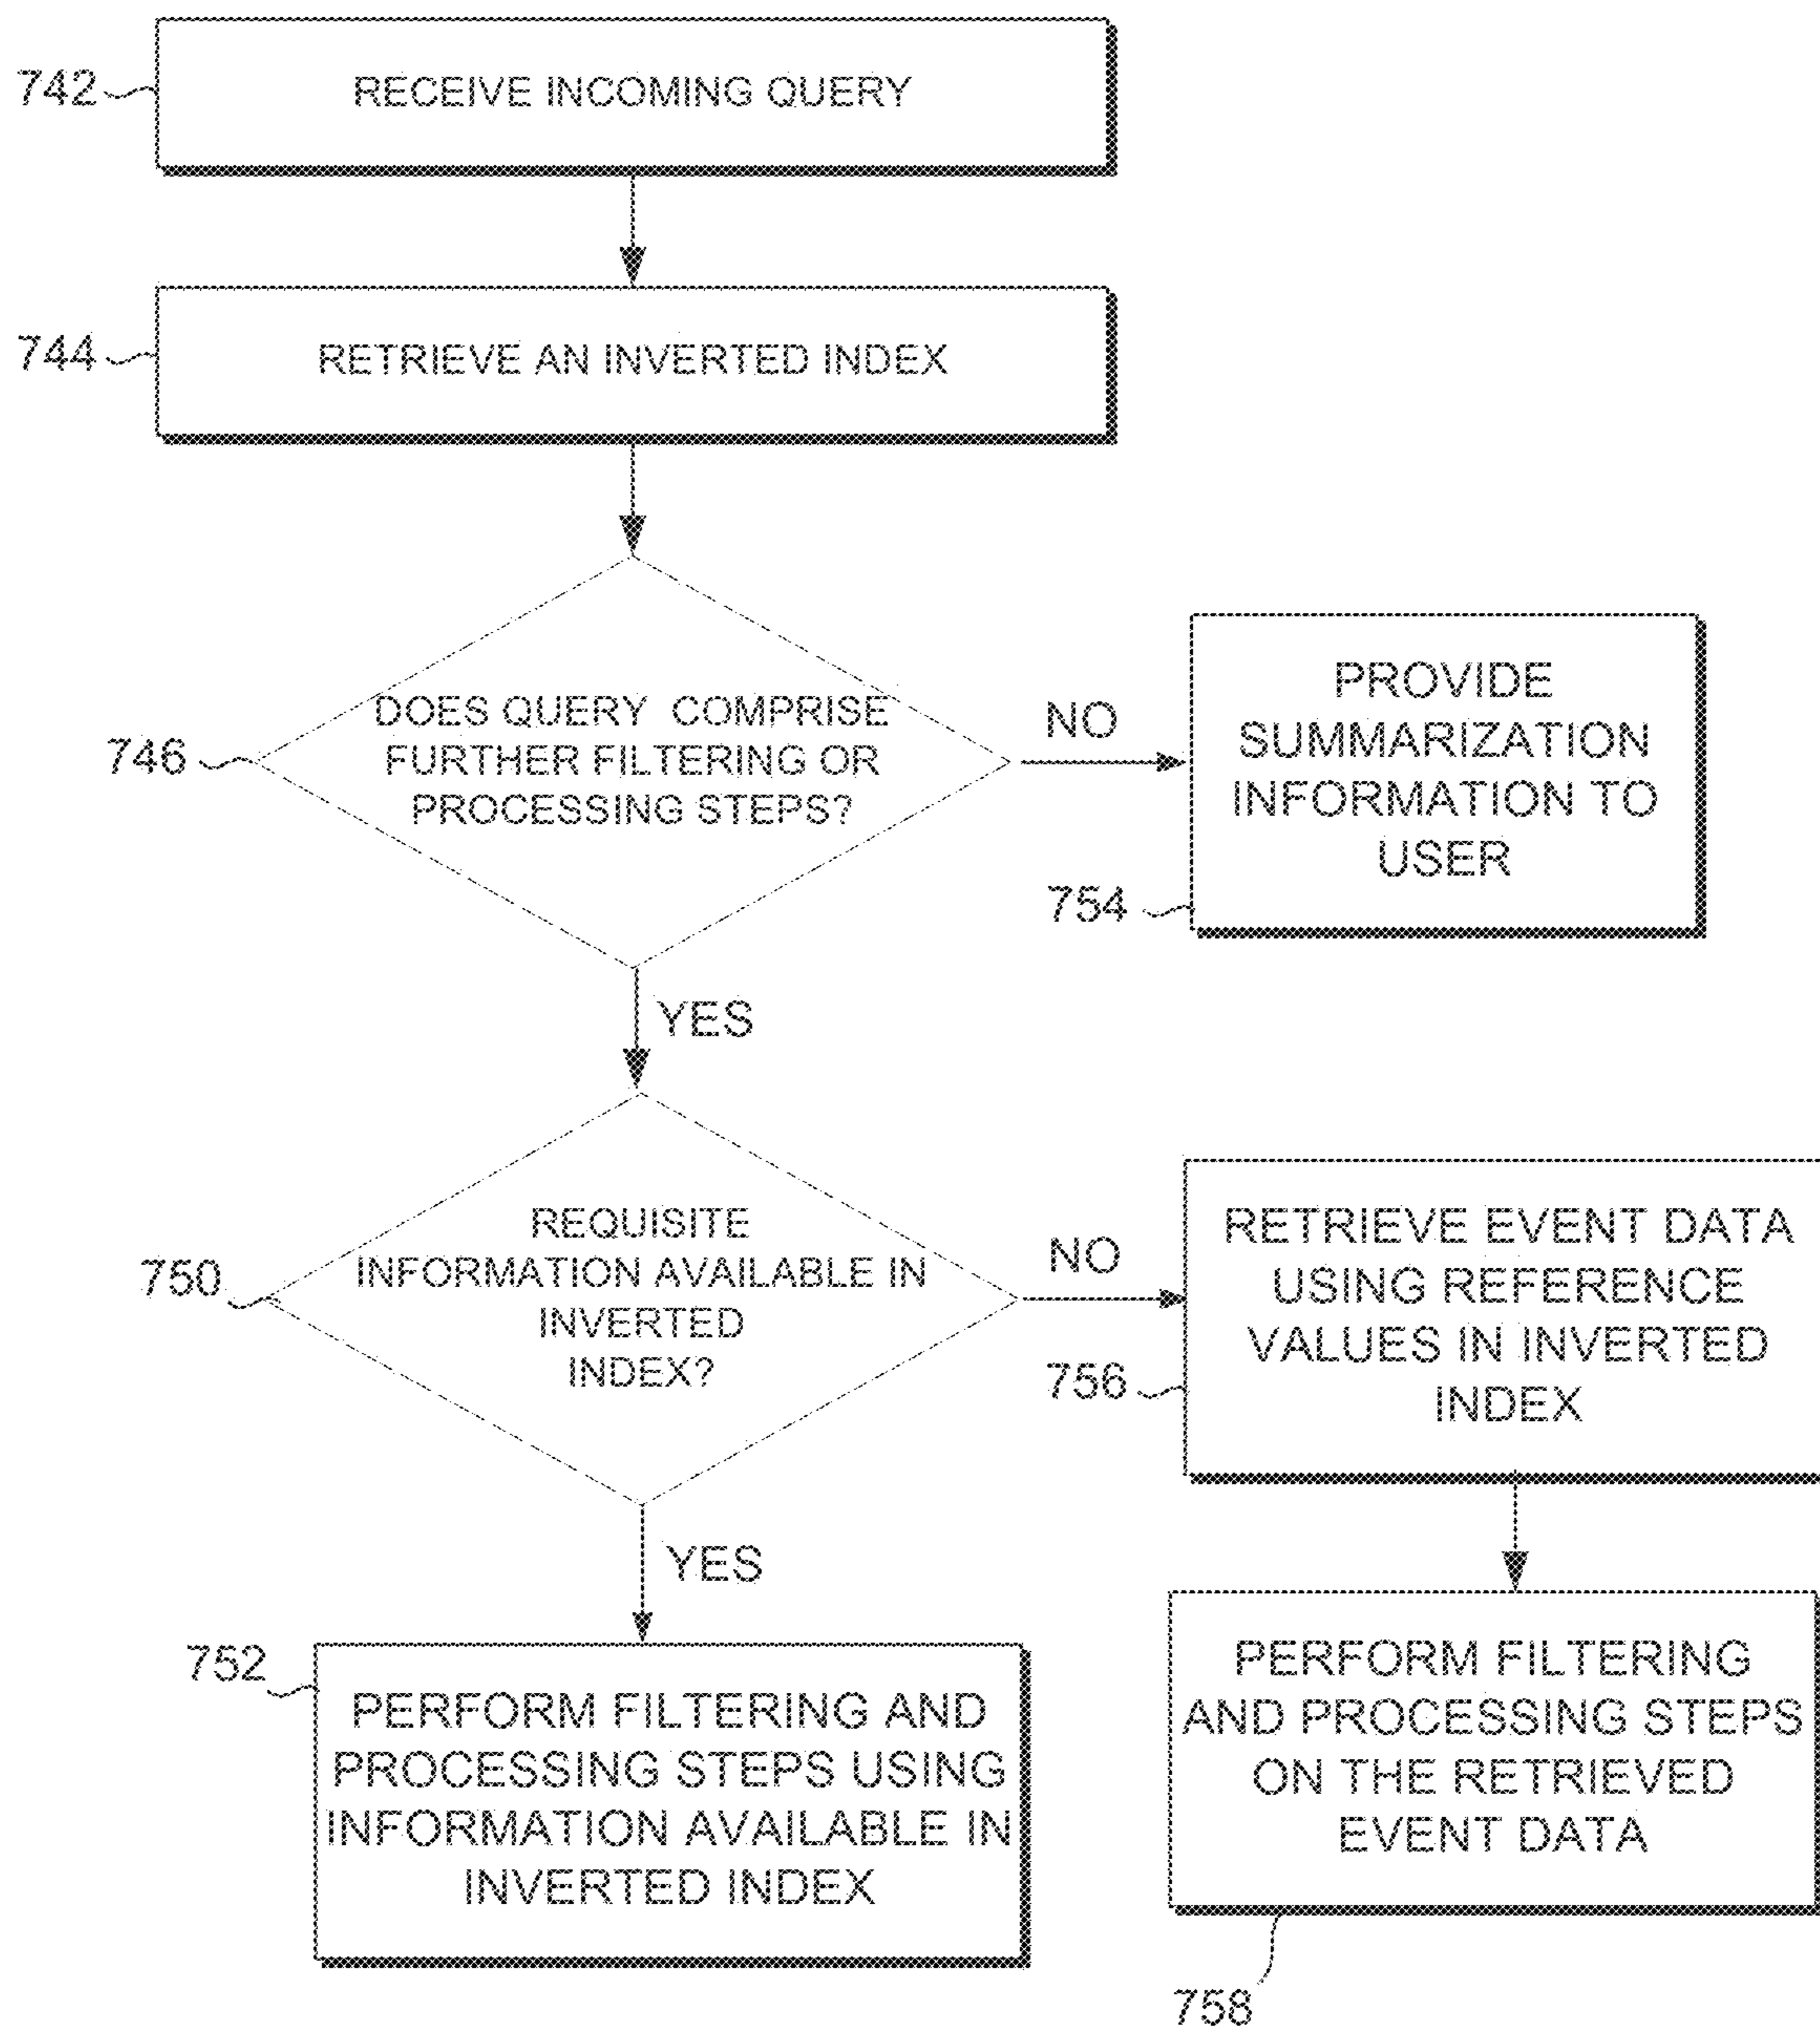 742
RECEIVE INCOMING QUERY
744
RETRIEVE AN INVERTED INDEX
746
DOES QUERY COMPRISE
FURTHER FILTERING OR
PROCESSING STEPS?
NO
PROVIDE
SUMMARIZATION
INFORMATION TO
USER
754
YES
750
REQUISITE
INFORMATION AVAILABLE IN
INVERTED
INDEX?
NO
RETRIEVE EVENT DATA
USING REFERENCE
VALUES IN INVERTED
INDEX
756
YES
752
PERFORM FILTERING AND
PROCESSING STEPS USING
INFORMATION AVAILABLE IN
INVERTED INDEX
PERFORM FILTERING
AND PROCESSING STEPS
ON THE RETRIEVED
EVENT DATA
758